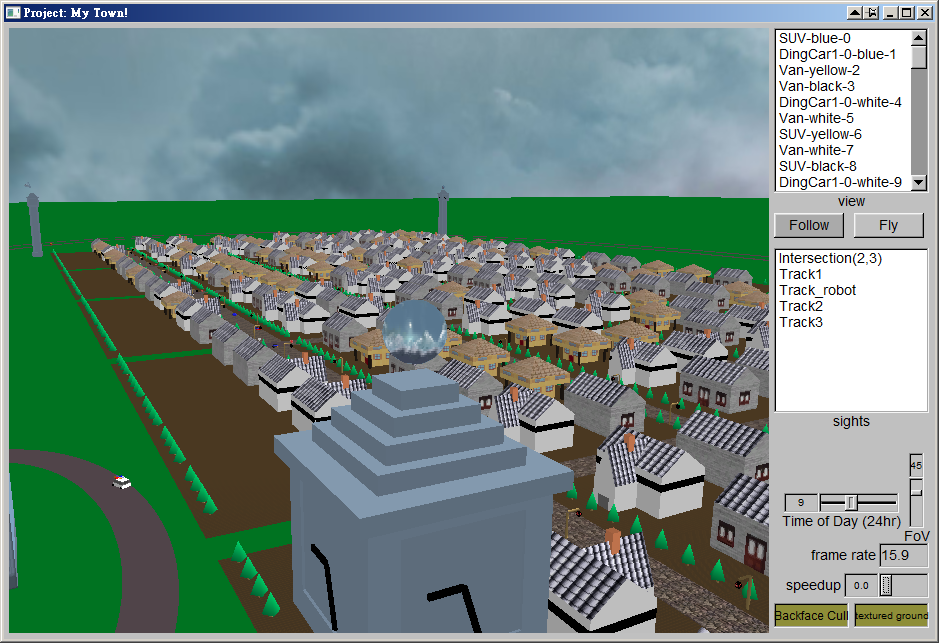 Project: My Town!
SUV-blue-0
DingCar1-0-blue-1
Van-yellow-2
Van-black-3
DingCar1-0-white-4
Van-white-5
SUV-yellow-6
Van-white-7
SUV-black-8
DingCar1-0-white-9
view
Follow
Fly
Intersection(2,3)
Track1
Track_robot
Track2
Track3
sights
45
9
Time of Day (24hr)
FoV
frame rate 15.9
speedup 0.0
Backface Cull
textured ground